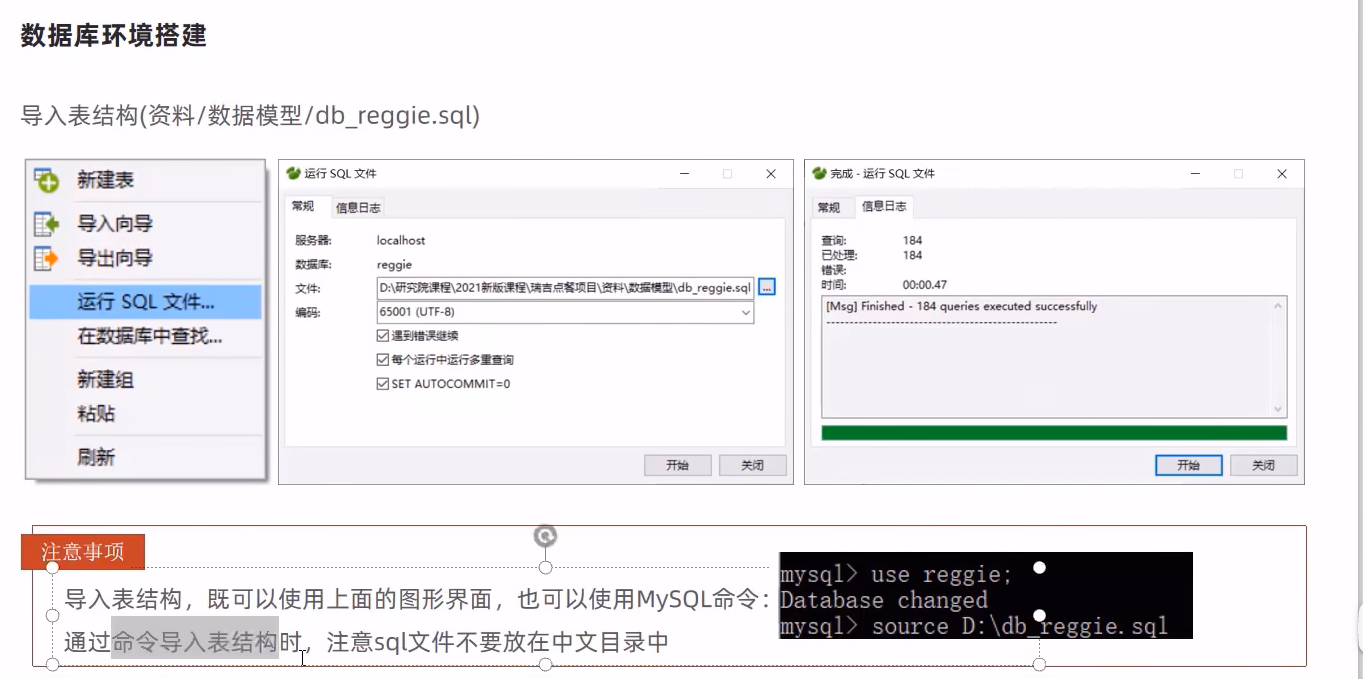 数据库环境搭建
导入表结构(资料/数据模型/db_reggie.sql)
新建表
导入向导
导出向导
运行 SQL 文件...
在数据库中查找...
新建组
粘贴
刷新
运行 SQL 文件
常规 信息日志
服务器: localhost
数据库: reggie
文件: D:\研究院课程\2021新版课程\瑞吉点餐项目\资料\数据模型\db_reggie.sql ...
编码: 65001 (UTF-8)
遇到错误继续
每个运行中运行多重查询
SET AUTOCOMMIT=0
开始 关闭
完成 - 运行 SQL 文件
常规 信息日志
查询: 184
已处理: 184
错误:
时间: 00:00.47
[Msg] Finished - 184 queries executed successfully
--------------------------------------------------
开始 关闭
注意事项
导入表结构，既可以使用上面的图形界面，也可以使用MySQL命令：
通过命令导入表结构时，注意sql文件不要放在中文目录中
mysql> use reggie;
Database changed
mysql> source D:\db_reggie.sql